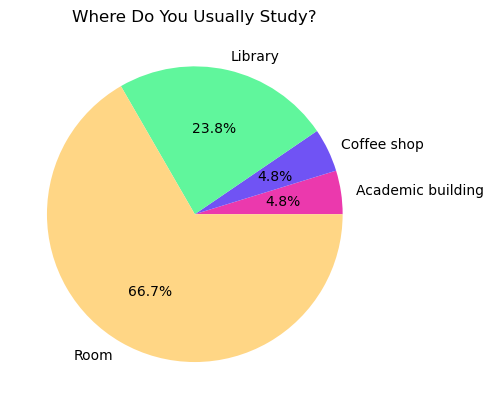 Where Do You Usually Study?
Library
23.8%
Coffee shop
4.8%
Academic building
4.8%
66.7%
Room